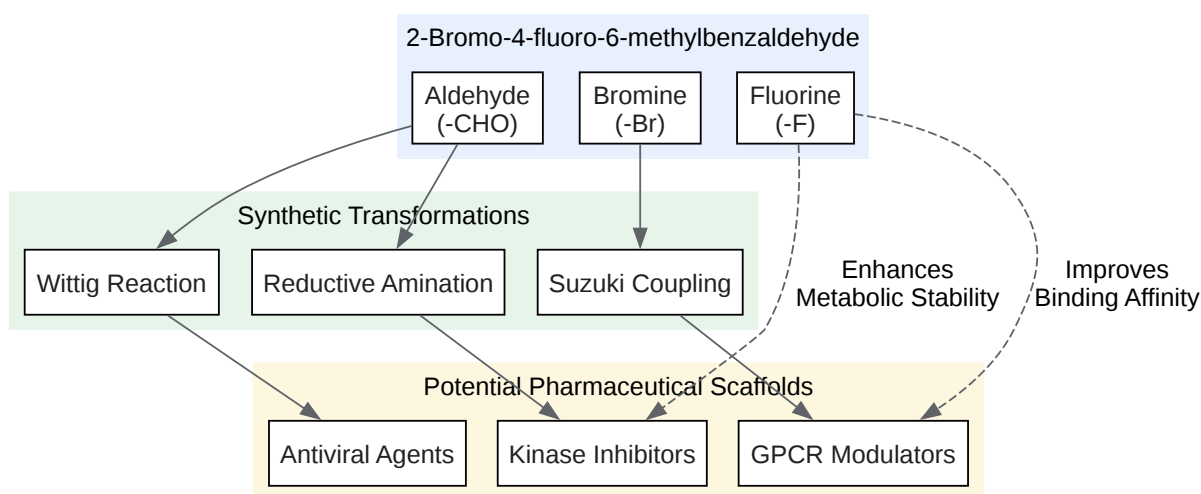 2-Bromo-4-fluoro-6-methylbenzaldehyde
Aldehyde
(-CHO)
Bromine
(-Br)
Fluorine
(-F)
Synthetic Transformations
Wittig Reaction
Reductive Amination
Suzuki Coupling
Enhances
Metabolic Stability
Improves
Binding Affinity
Potential Pharmaceutical Scaffolds
Antiviral Agents
Kinase Inhibitors
GPCR Modulators